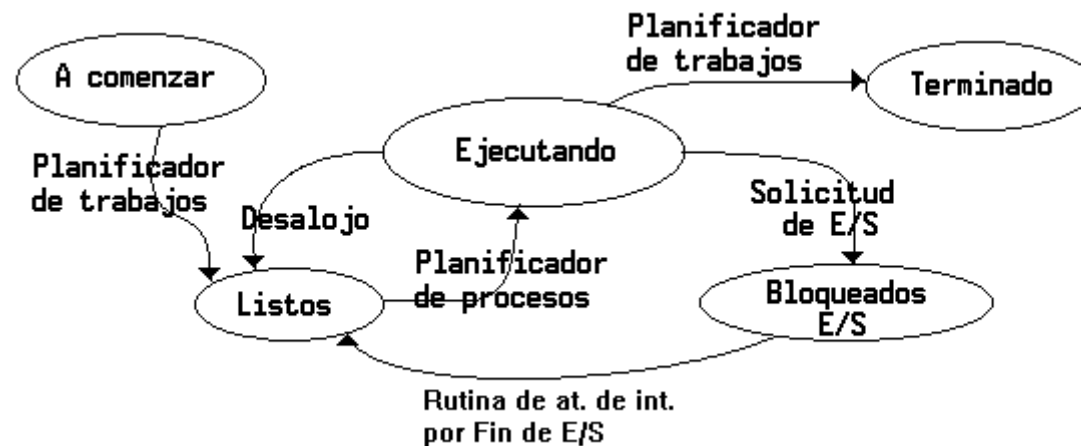 Planificador
de trabajos
A comenzar
Terminado
Ejecutando
Planificador
de trabajos
Solicitud
de E/S
Desalojo
Planificador
de procesos
Listos
Bloqueados
E/S
Rutina de at. de int.
por Fin de E/S